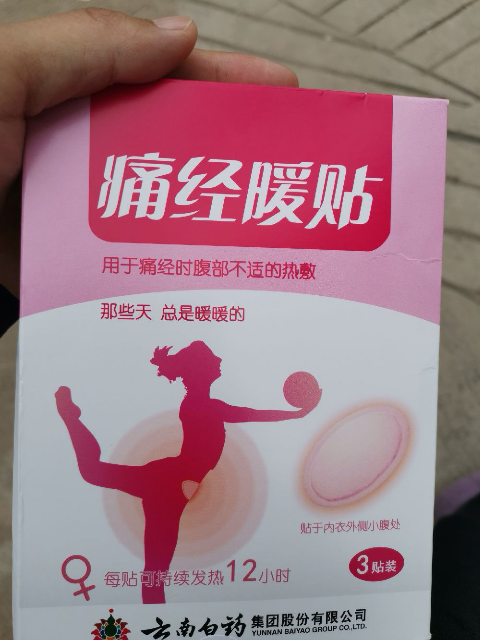 痛经暖贴
用于痛经时腹部不适的热敷
那些天 总是暖暖的
贴于内衣外侧小腹处
每贴可持续发热12小时
3贴装
云南白药 集团股份有限公司
YUNNAN BAIYAO GROUP CO.,LTD.